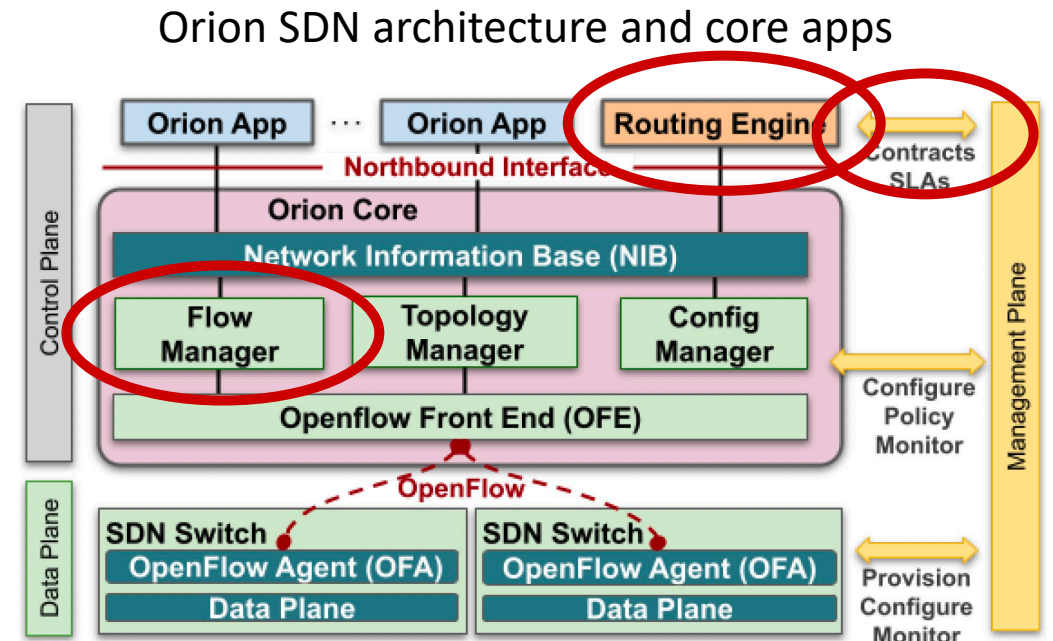 Orion SDN architecture and core apps
Control Plane
Orion App
...
Orion App
Routing Engine
Contracts
SLAs
Northbound Interface
Orion Core
Network Information Base (NIB)
Flow
Manager
Topology
Manager
Config
Manager
Openflow Front End (OFE)
Configure
Policy
Monitor
Management Plane
OpenFlow
Data Plane
SDN Switch
OpenFlow Agent (OFA)
Data Plane
SDN Switch
OpenFlow Agent (OFA)
Data Plane
Provision
Configure
Monitor